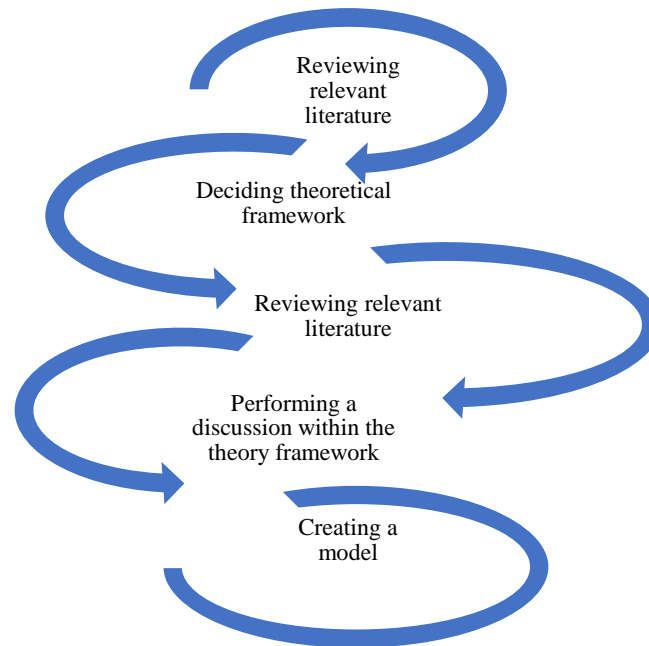 Reviewing
relevant
literature
Deciding theoretical
framework
Reviewing relevant
literature
Performing a
discussion within the
theory framework
Creating a
model